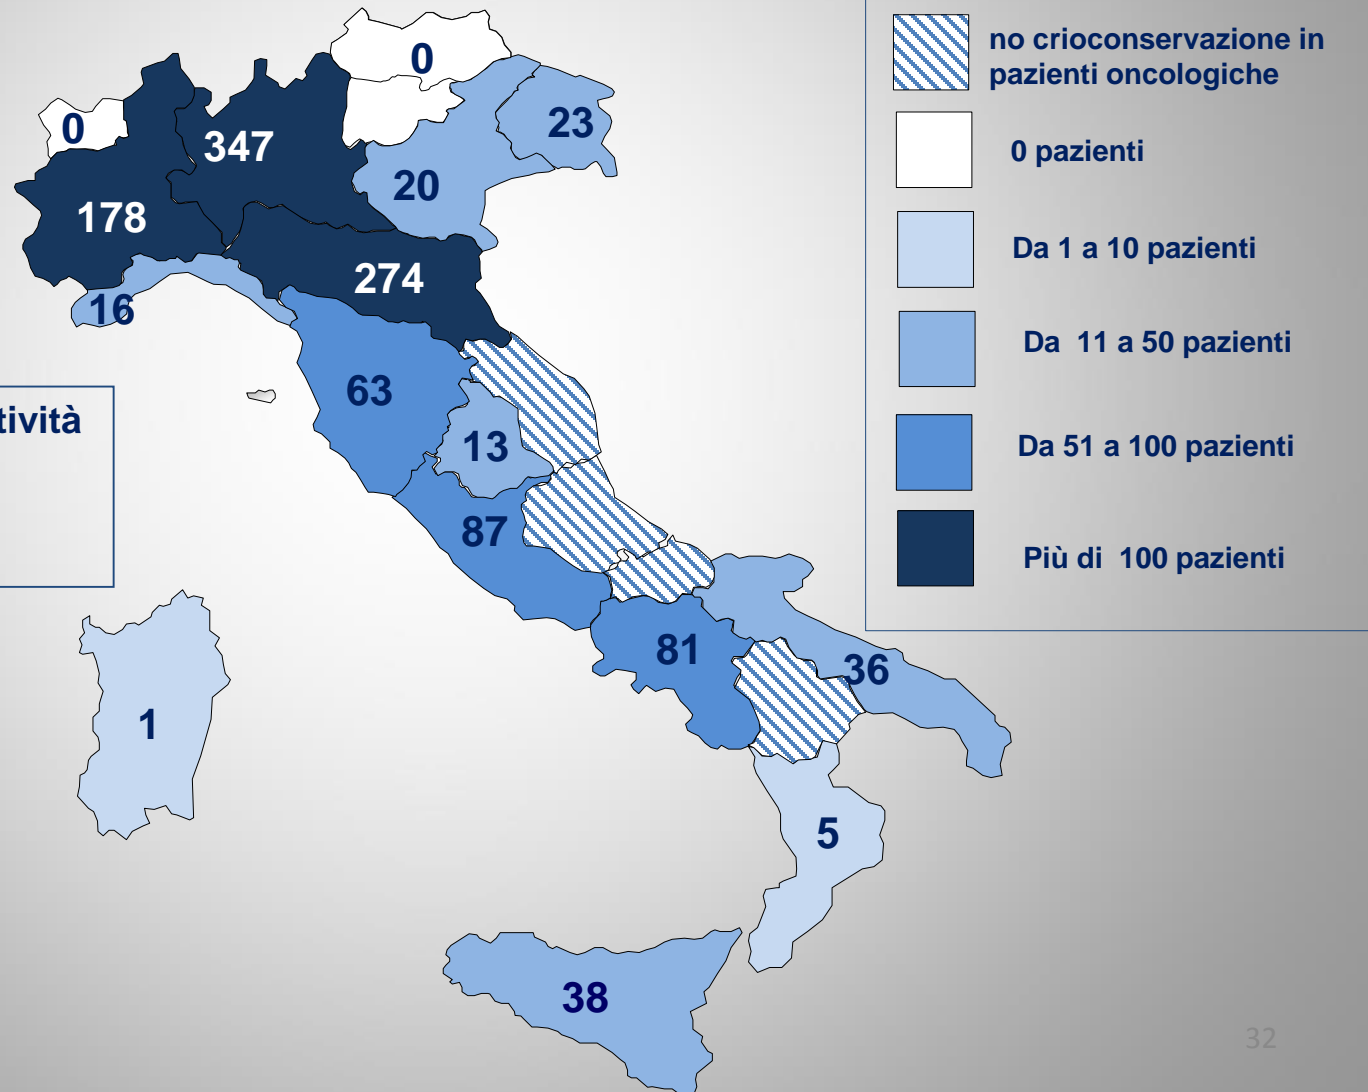 no crioconservazione in
pazienti oncologiche
0 pazienti
Da 1 a 10 pazienti
Da 11 a 50 pazienti
Da 51 a 100 pazienti
Più di 100 pazienti
0
0
347
23
20
178
274
16
63
tività
13
87
81
36
1
5
38
32